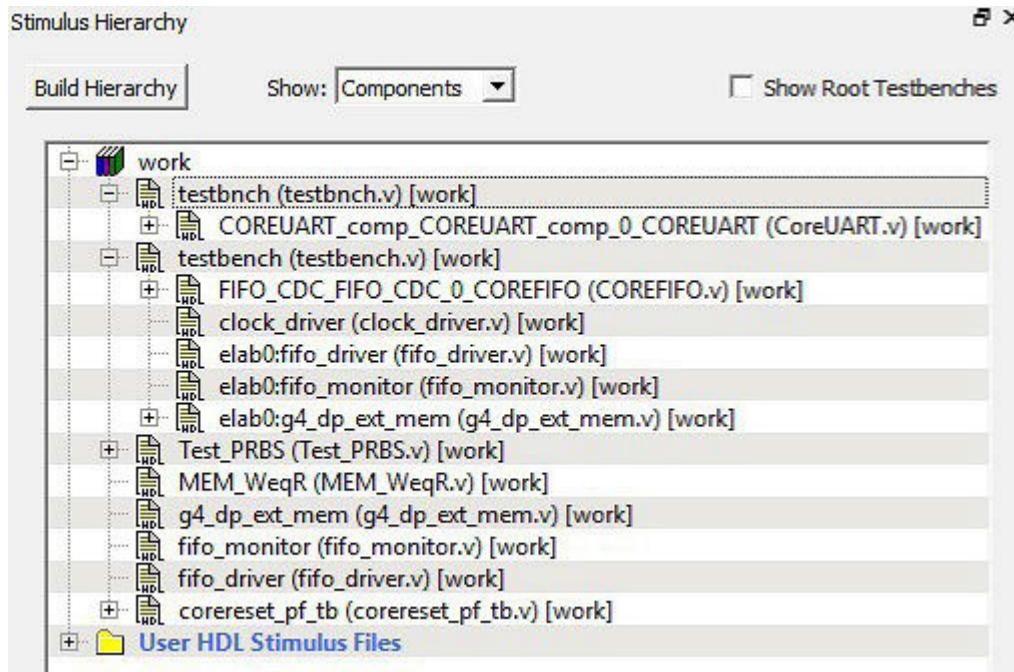 Stimulus Hierarchy
Build Hierarchy Show: Components Show Root Testbenches
work
testbnch (testbnch.v) [work]
COREUART_comp_COREUART_comp_0_COREUART (CoreUART.v) [work]
testbench (testbench.v) [work]
FIFO_CDC_FIFO_CDC_0_COREFIFO (COREFIFO.v) [work]
clock_driver (clock_driver.v) [work]
elab0:fifo_driver (fifo_driver.v) [work]
elab0:fifo_monitor (fifo_monitor.v) [work]
elab0:g4_dp_ext_mem (g4_dp_ext_mem.v) [work]
Test_PRBS (Test_PRBS.v) [work]
MEM_WeqR (MEM_WeqR.v) [work]
g4_dp_ext_mem (g4_dp_ext_mem.v) [work]
fifo_monitor (fifo_monitor.v) [work]
fifo_driver (fifo_driver.v) [work]
corereset_pf_tb (corereset_pf_tb.v) [work]
User HDL Stimulus Files